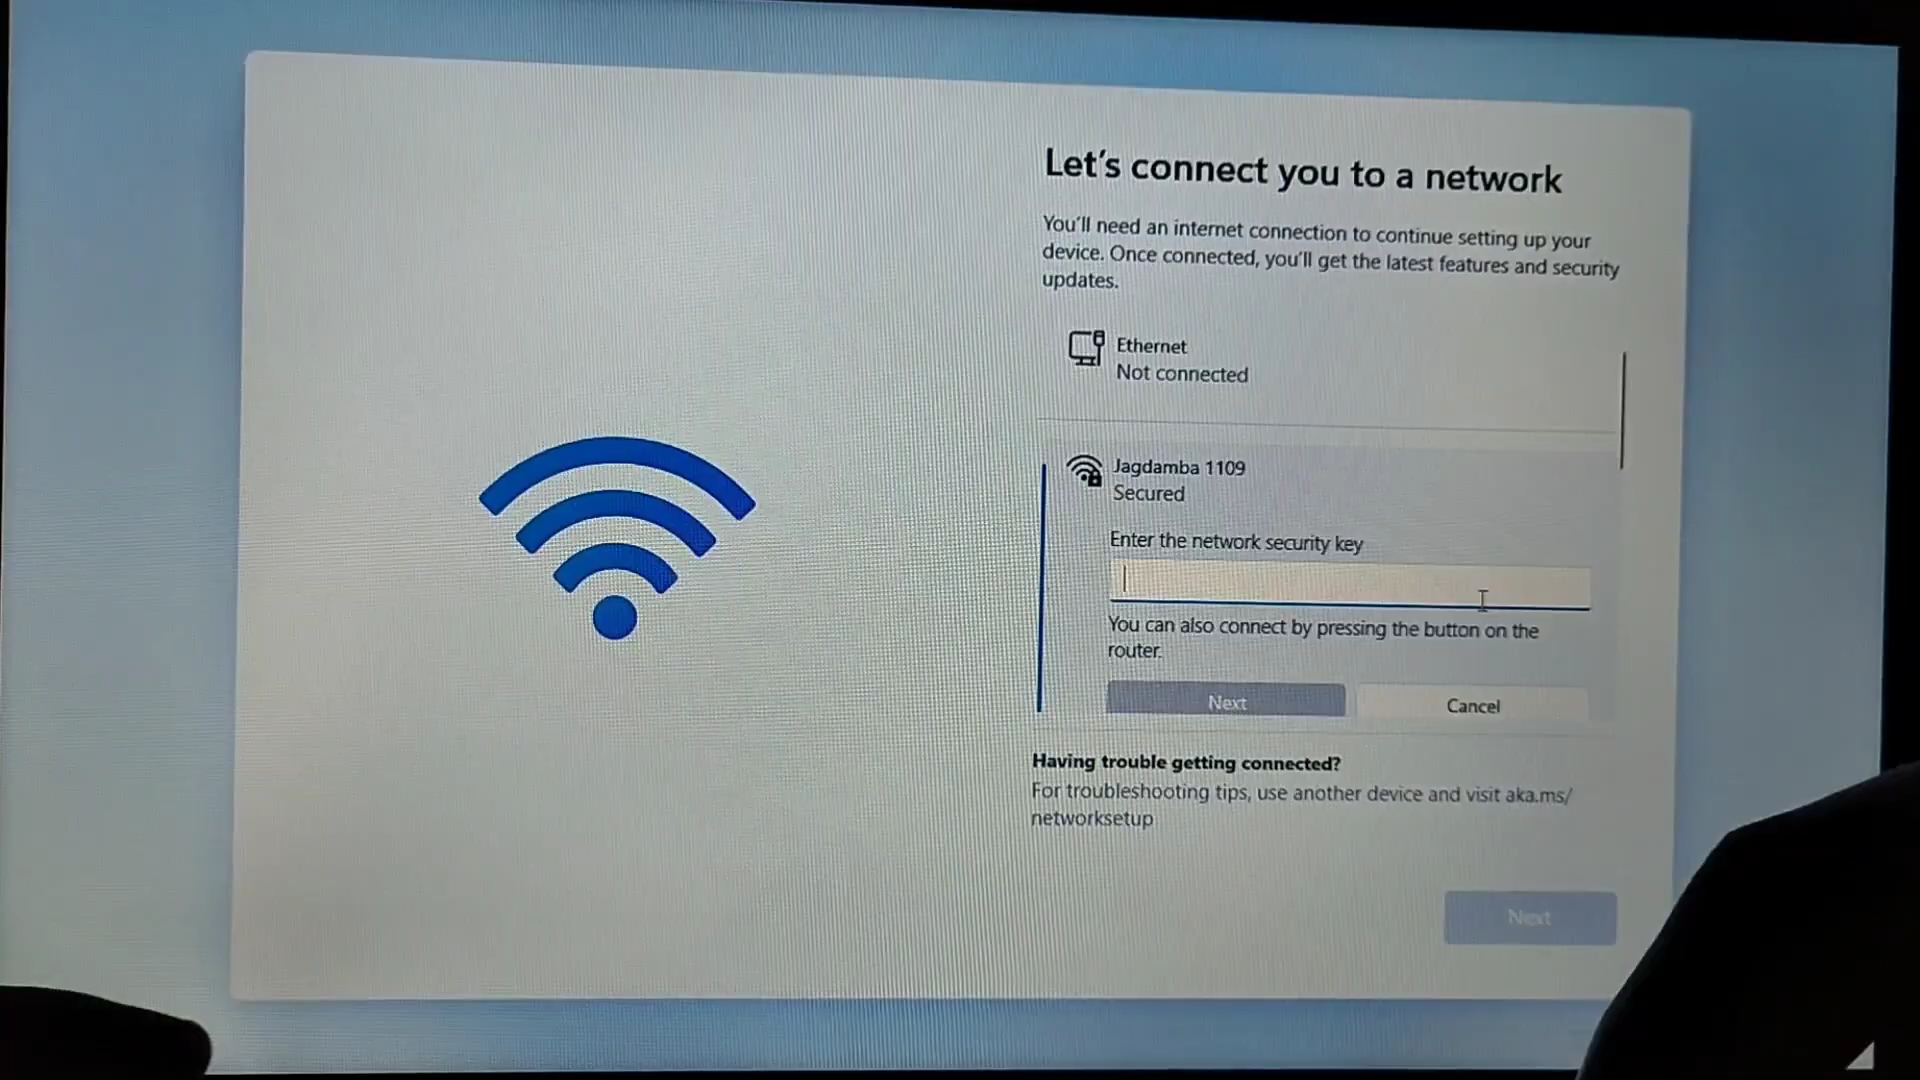 Let's connect you to a network
You'll need an internet connection to continue setting up your
device. Once connected, you'll get the latest features and security
updates.
Ethernet
Not connected
Jagdamba 1109
Secured
Enter the network security key
You can also connect by pressing the button on the
router.
Next
Cancel
Having trouble getting connected?
For troubleshooting tips, use another device and visit aka.ms/
networksetup
Next